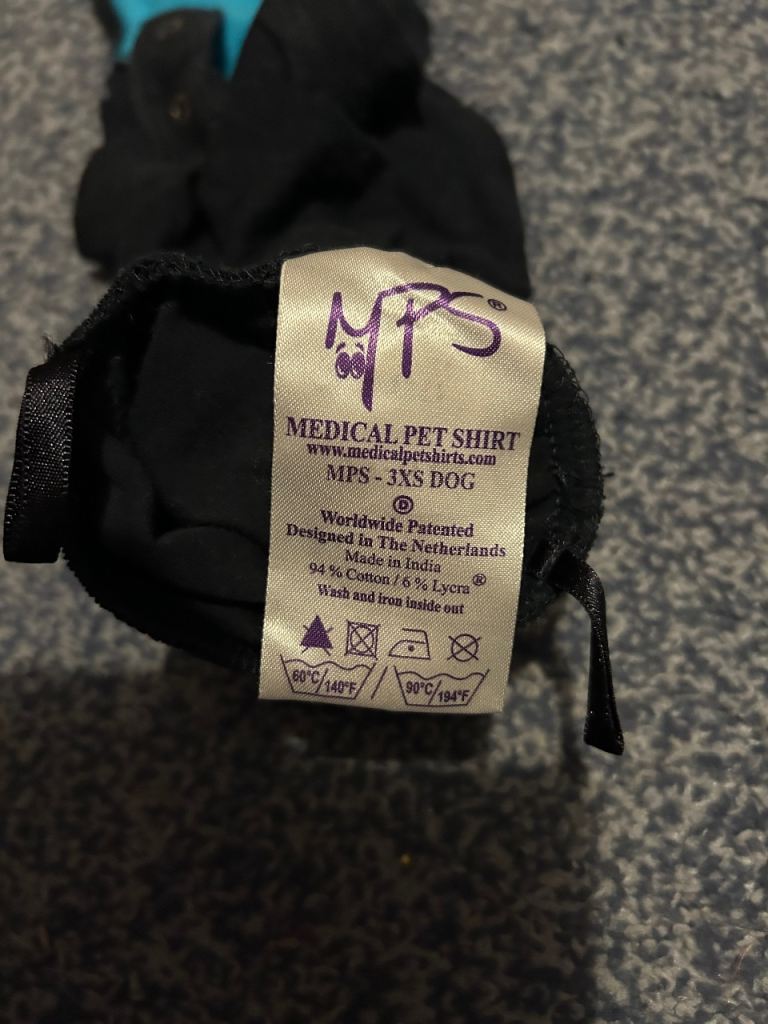 MPS®
MEDICAL PET SHIRT
www.medicalpetshirts.com
MPS - 3XS DOG
Ⓓ
Worldwide Patented
Designed in The Netherlands
Made in India
94 % Cotton / 6 % Lycra®
Wash and iron inside out
60°C/140°F / 90°C/194°F